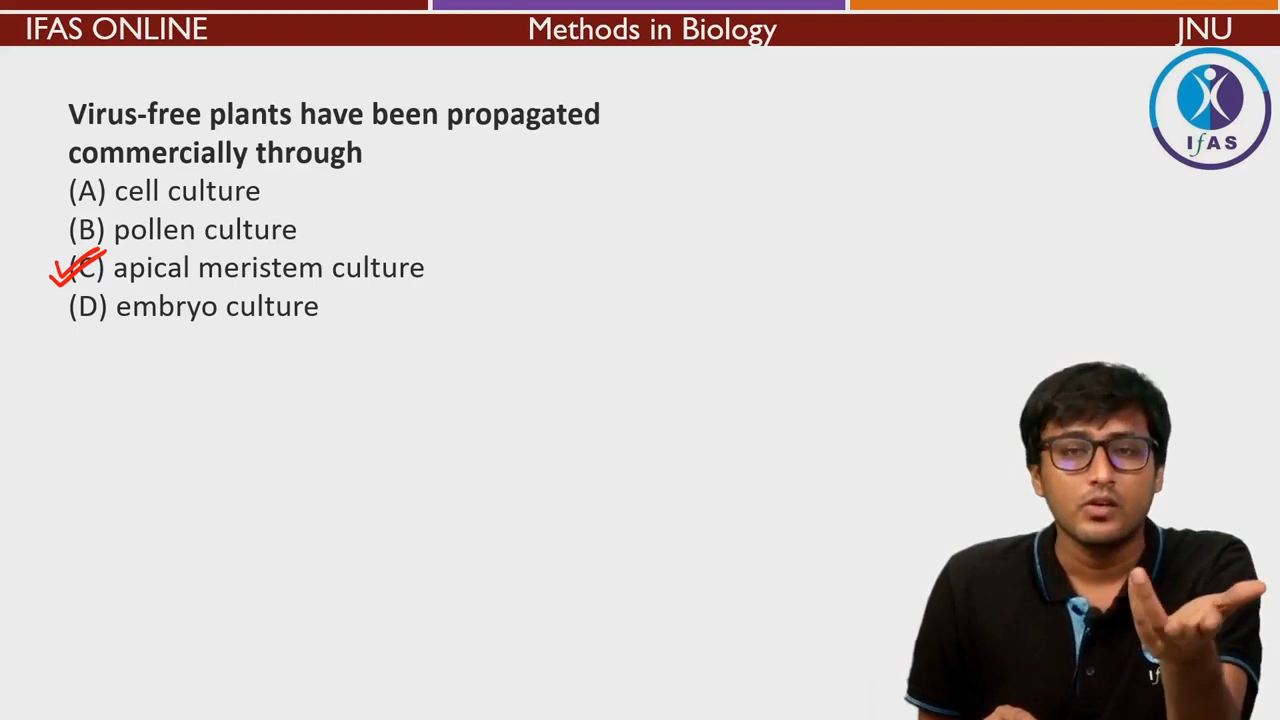 IFAS ONLINE
Methods in Biology
JNU
IfAS
Virus-free plants have been propagated
commercially through
(A) cell culture
(B) pollen culture
(C) apical meristem culture
(D) embryo culture